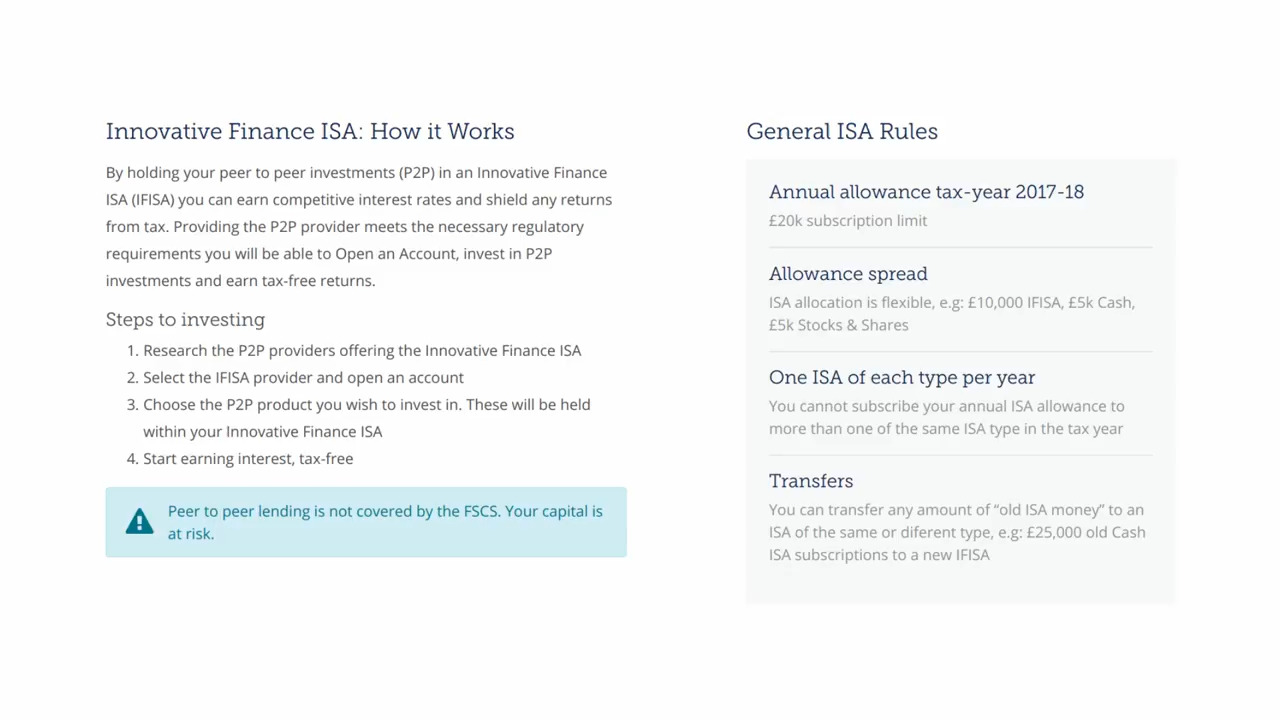 Innovative Finance ISA: How it Works
By holding your peer to peer investments (P2P) in an Innovative Finance
ISA (IFISA) you can earn competitive interest rates and shield any returns
from tax. Providing the P2P provider meets the necessary regulatory
requirements you will be able to Open an Account, invest in P2P
investments and earn tax-free returns.
Steps to investing
1. Research the P2P providers offering the Innovative Finance ISA
2. Select the IFISA provider and open an account
3. Choose the P2P product you wish to invest in. These will be held
within your Innovative Finance ISA
4. Start earning interest, tax-free
Peer to peer lending is not covered by the FSCS. Your capital is
at risk.
General ISA Rules
Annual allowance tax-year 2017-18
£20k subscription limit
Allowance spread
ISA allocation is flexible, e.g: £10,000 IFISA, £5k Cash,
£5k Stocks & Shares
One ISA of each type per year
You cannot subscribe your annual ISA allowance to
more than one of the same ISA type in the tax year
Transfers
You can transfer any amount of “old ISA money” to an
ISA of the same or diferent type, e.g: £25,000 old Cash
ISA subscriptions to a new IFISA